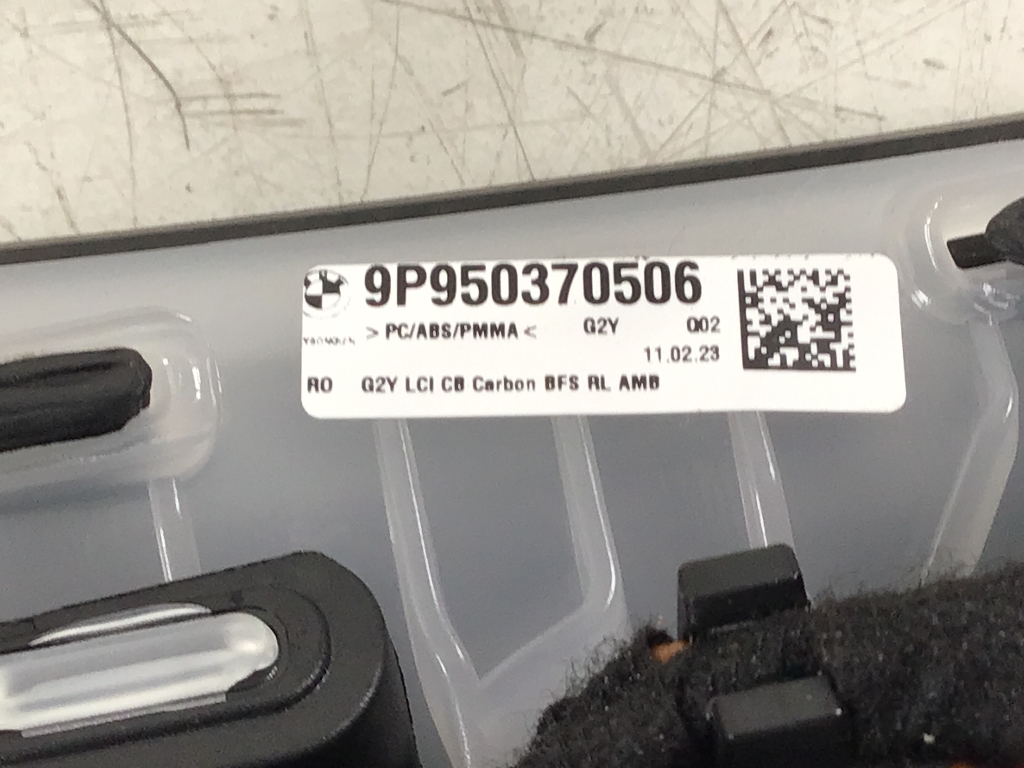 9P950370506
> PC/ABS/PMMA < G2Y 002
11.02.23
RO G2Y LCI CB Carbon BFS RL AMB